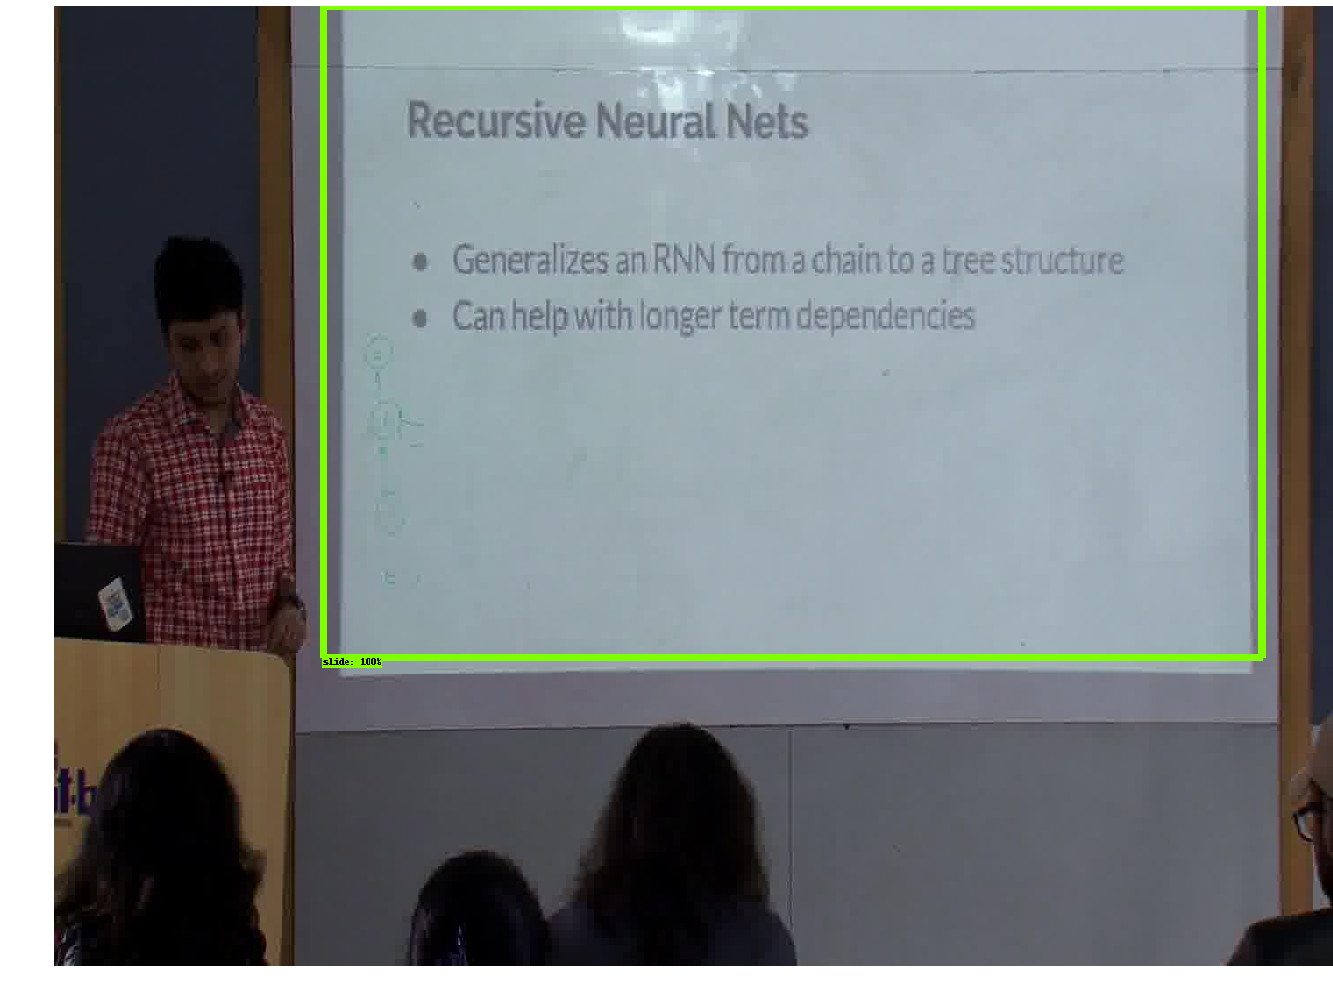 Recursive Neural Nets
● Generalizes an RNN from a chain to a tree structure
● Can help with longer term dependencies
slide: 100%